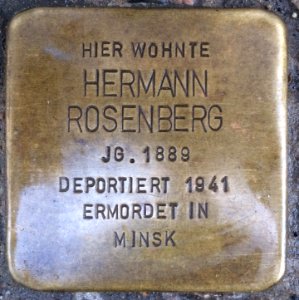 HIER WOHNTE
HERMANN
ROSENBERG
JG. 1889
DEPORTIERT 1941
ERMORDET IN
MINSK